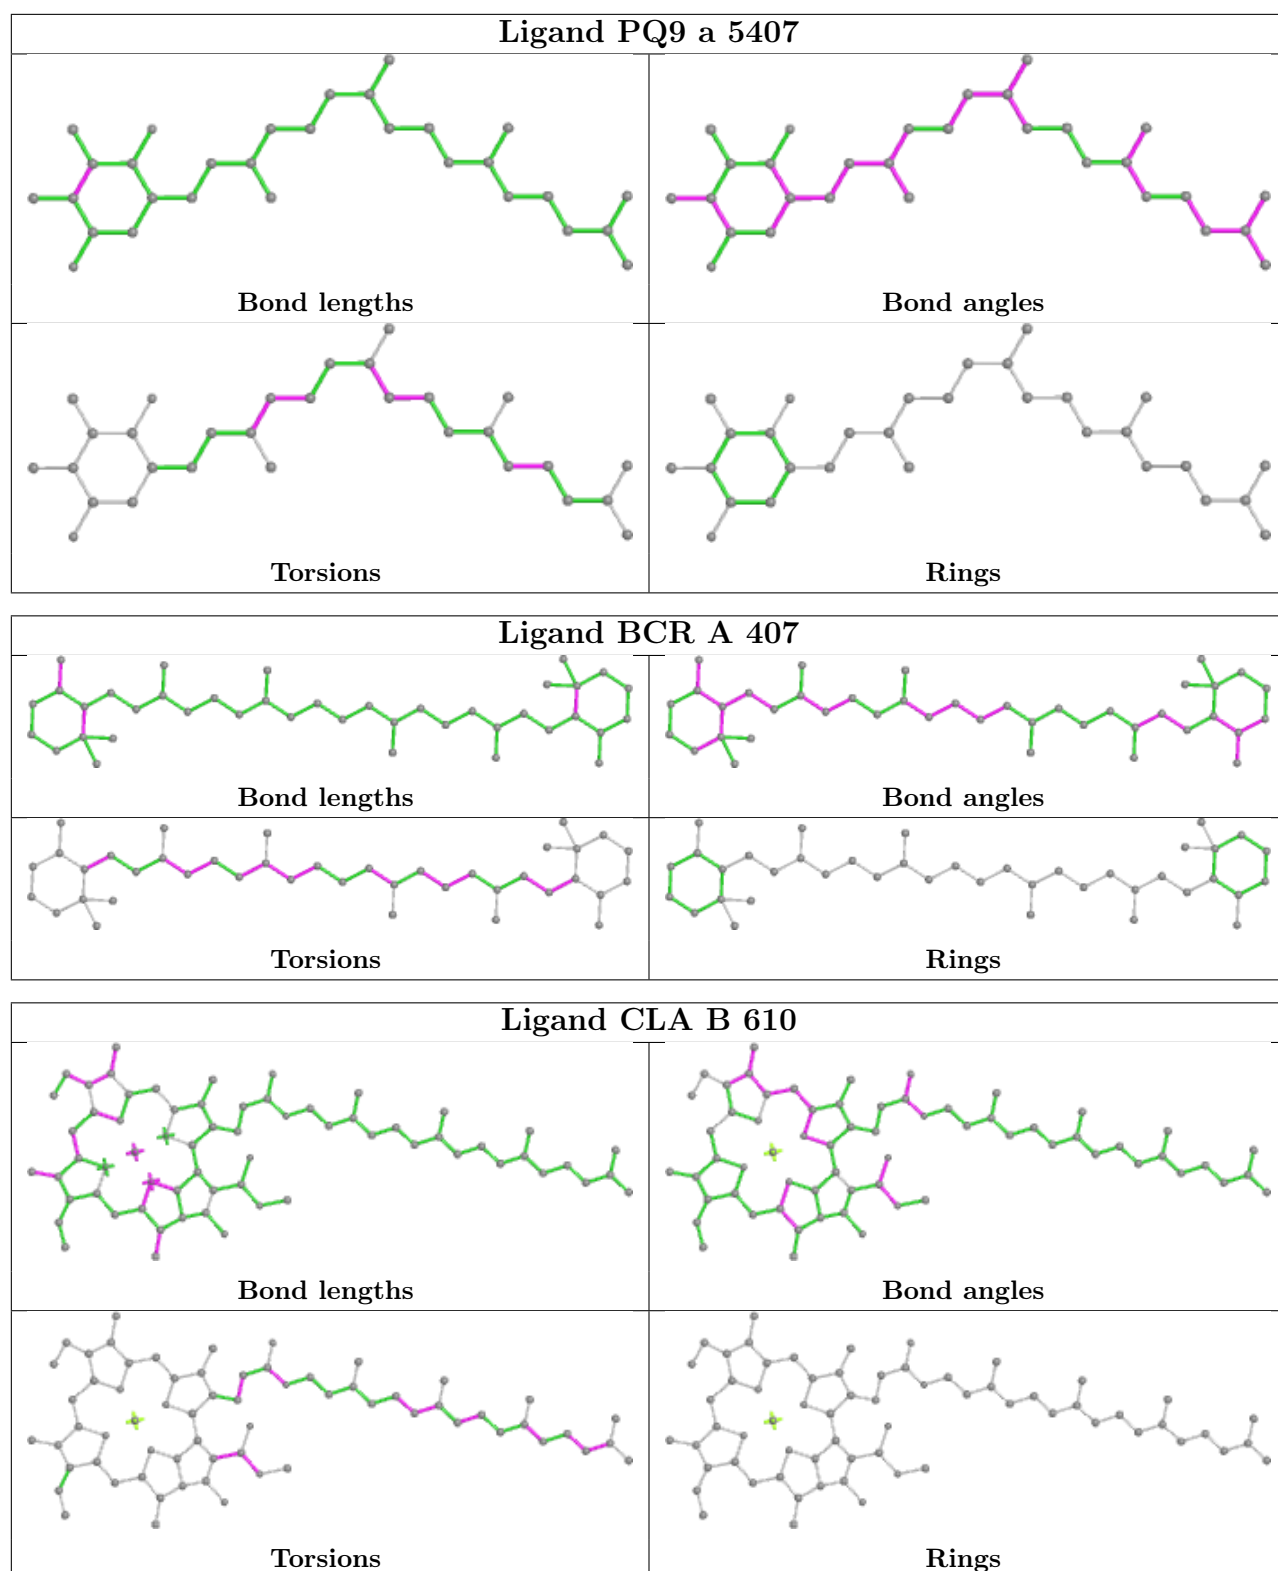 Ligand PQ9 a 5407
Bond lengths
Bond angles
Torsions
Rings
Ligand BCR A 407
Bond lengths
Bond angles
Torsions
Rings
Ligand CLA B 610
Bond lengths
Bond angles
Torsions
Rings